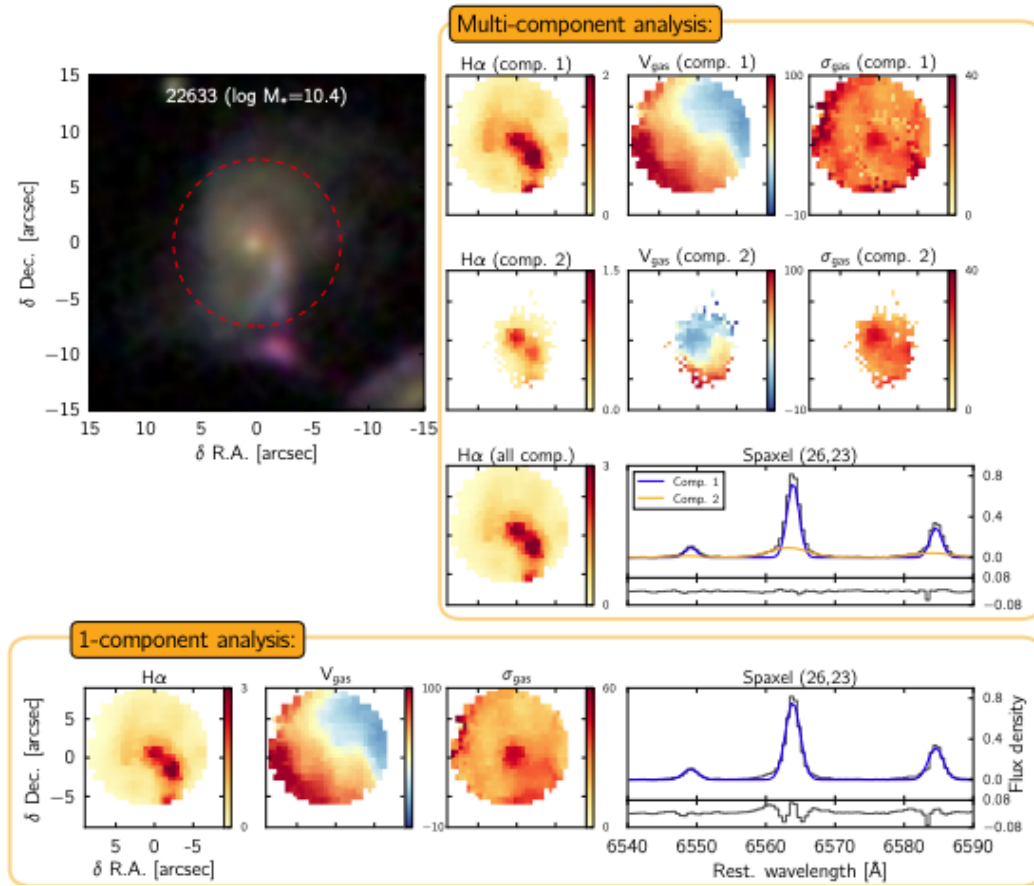 Multi-component analysis:
22633 (log M*=10.4)
15
10
5
0
-5
-10
-15
δ Dec. [arcsec]
15 10 5 0 -5 -10 -15
δ R.A. [arcsec]
Hα (comp. 1)
2
0
Vgas (comp. 1)
100
-10
σgas (comp. 1)
40
0
Hα (comp. 2)
1.5
0.0
Vgas (comp. 2)
100
-10
σgas (comp. 2)
40
0
Hα (all comp.)
3
0
Spaxel (26,23)
Comp. 1
Comp. 2
0.8
0.4
0.0
0.08
-0.08
1-component analysis:
Hα
3
0
5
0
-5
δ Dec. [arcsec]
5 0 -5
δ R.A. [arcsec]
Vgas
100
-10
σgas
60
0
Spaxel (26,23)
0.8
0.4
0.0
0.08
-0.08
Flux density
6540 6550 6560 6570 6580 6590
Rest. wavelength [Å]